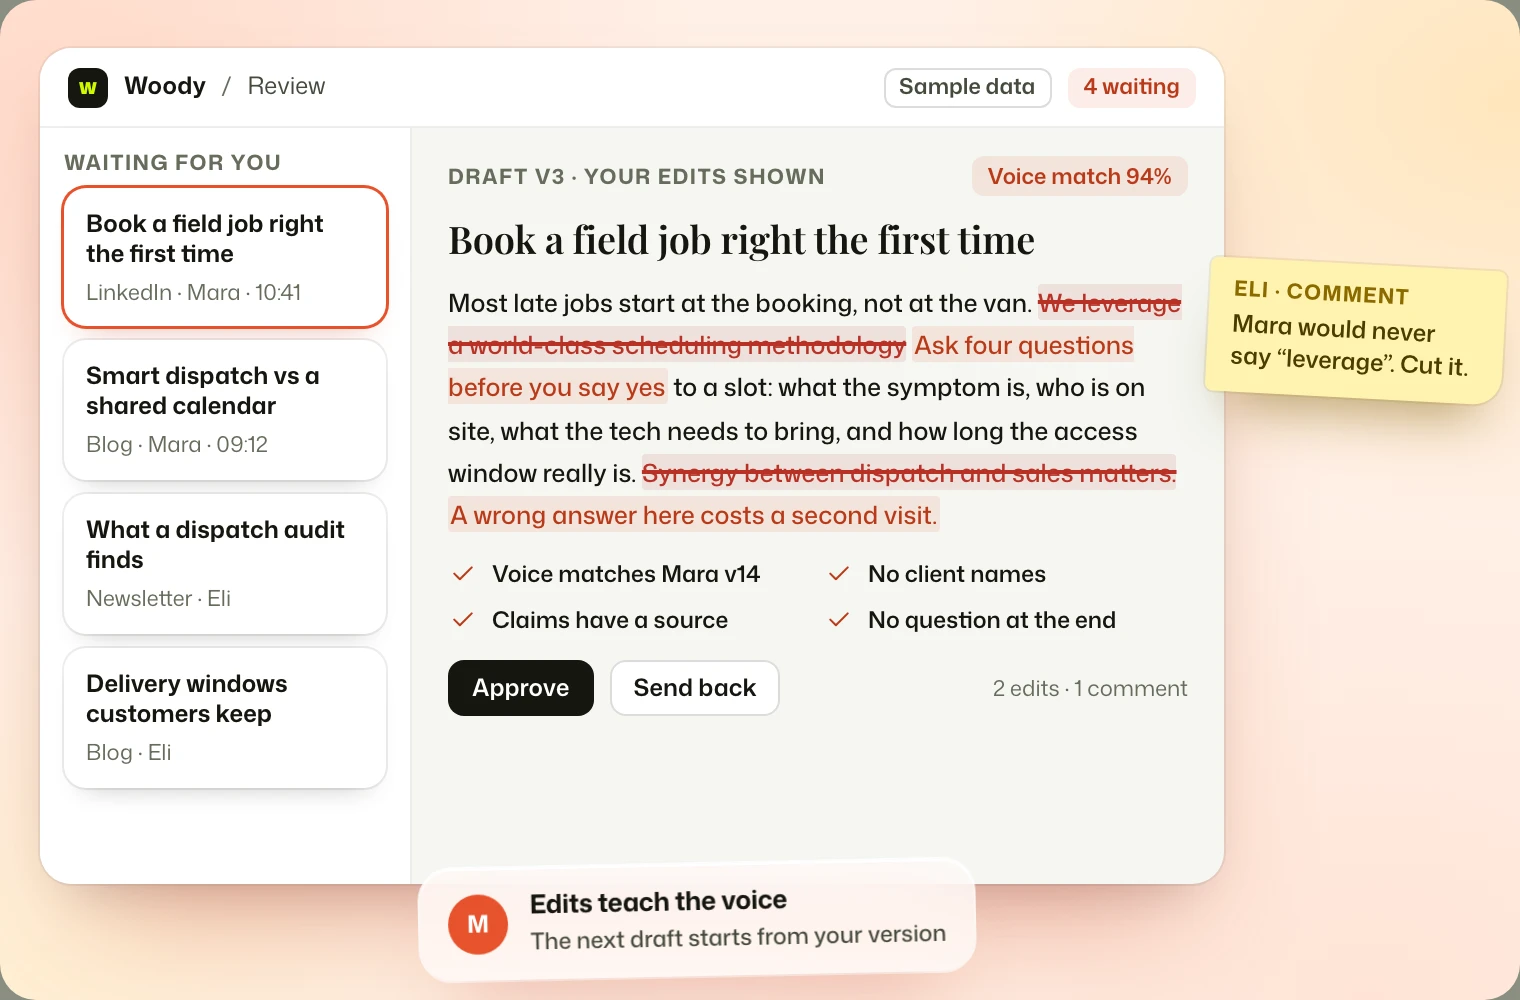 w Woody / Review
Sample data
4 waiting
WAITING FOR YOU
Book a field job right
the first time
LinkedIn · Mara · 10:41
Smart dispatch vs a
shared calendar
Blog · Mara · 09:12
What a dispatch audit
finds
Newsletter · Eli
Delivery windows
customers keep
Blog · Eli
DRAFT V3 · YOUR EDITS SHOWN
Voice match 94%
Book a field job right the first time
Most late jobs start at the booking, not at the van. We leverage
a world-class scheduling methodology Ask four questions
before you say yes to a slot: what the symptom is, who is on
site, what the tech needs to bring, and how long the access
window really is. Synergy between dispatch and sales matters.
A wrong answer here costs a second visit.
Voice matches Mara v14
No client names
Claims have a source
No question at the end
Approve
Send back
2 edits · 1 comment
ELI · COMMENT
Mara would never
say “leverage”. Cut it.
M
Edits teach the voice
The next draft starts from your version